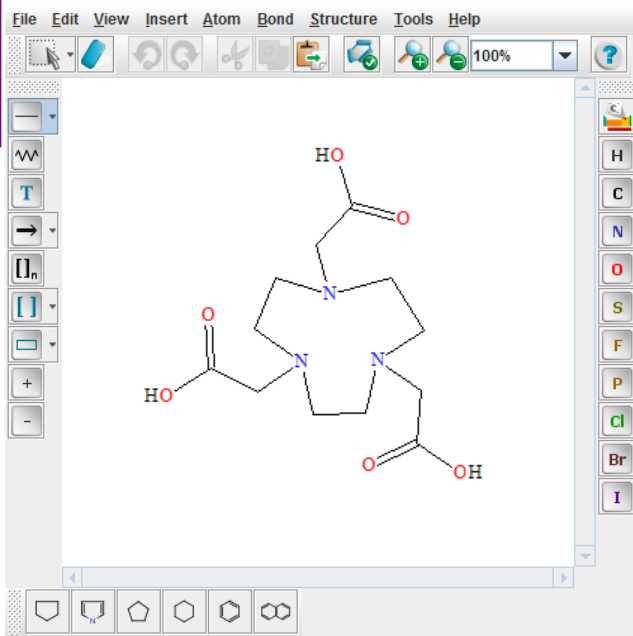 File Edit View Insert Atom Bond Structure Tools Help
100% ?
C
H
C
N
O
S
F
P
Cl
Br
I
T
[]n
[ ]
+
-
HO
O
N
O
N
N
HO
O
OH
N